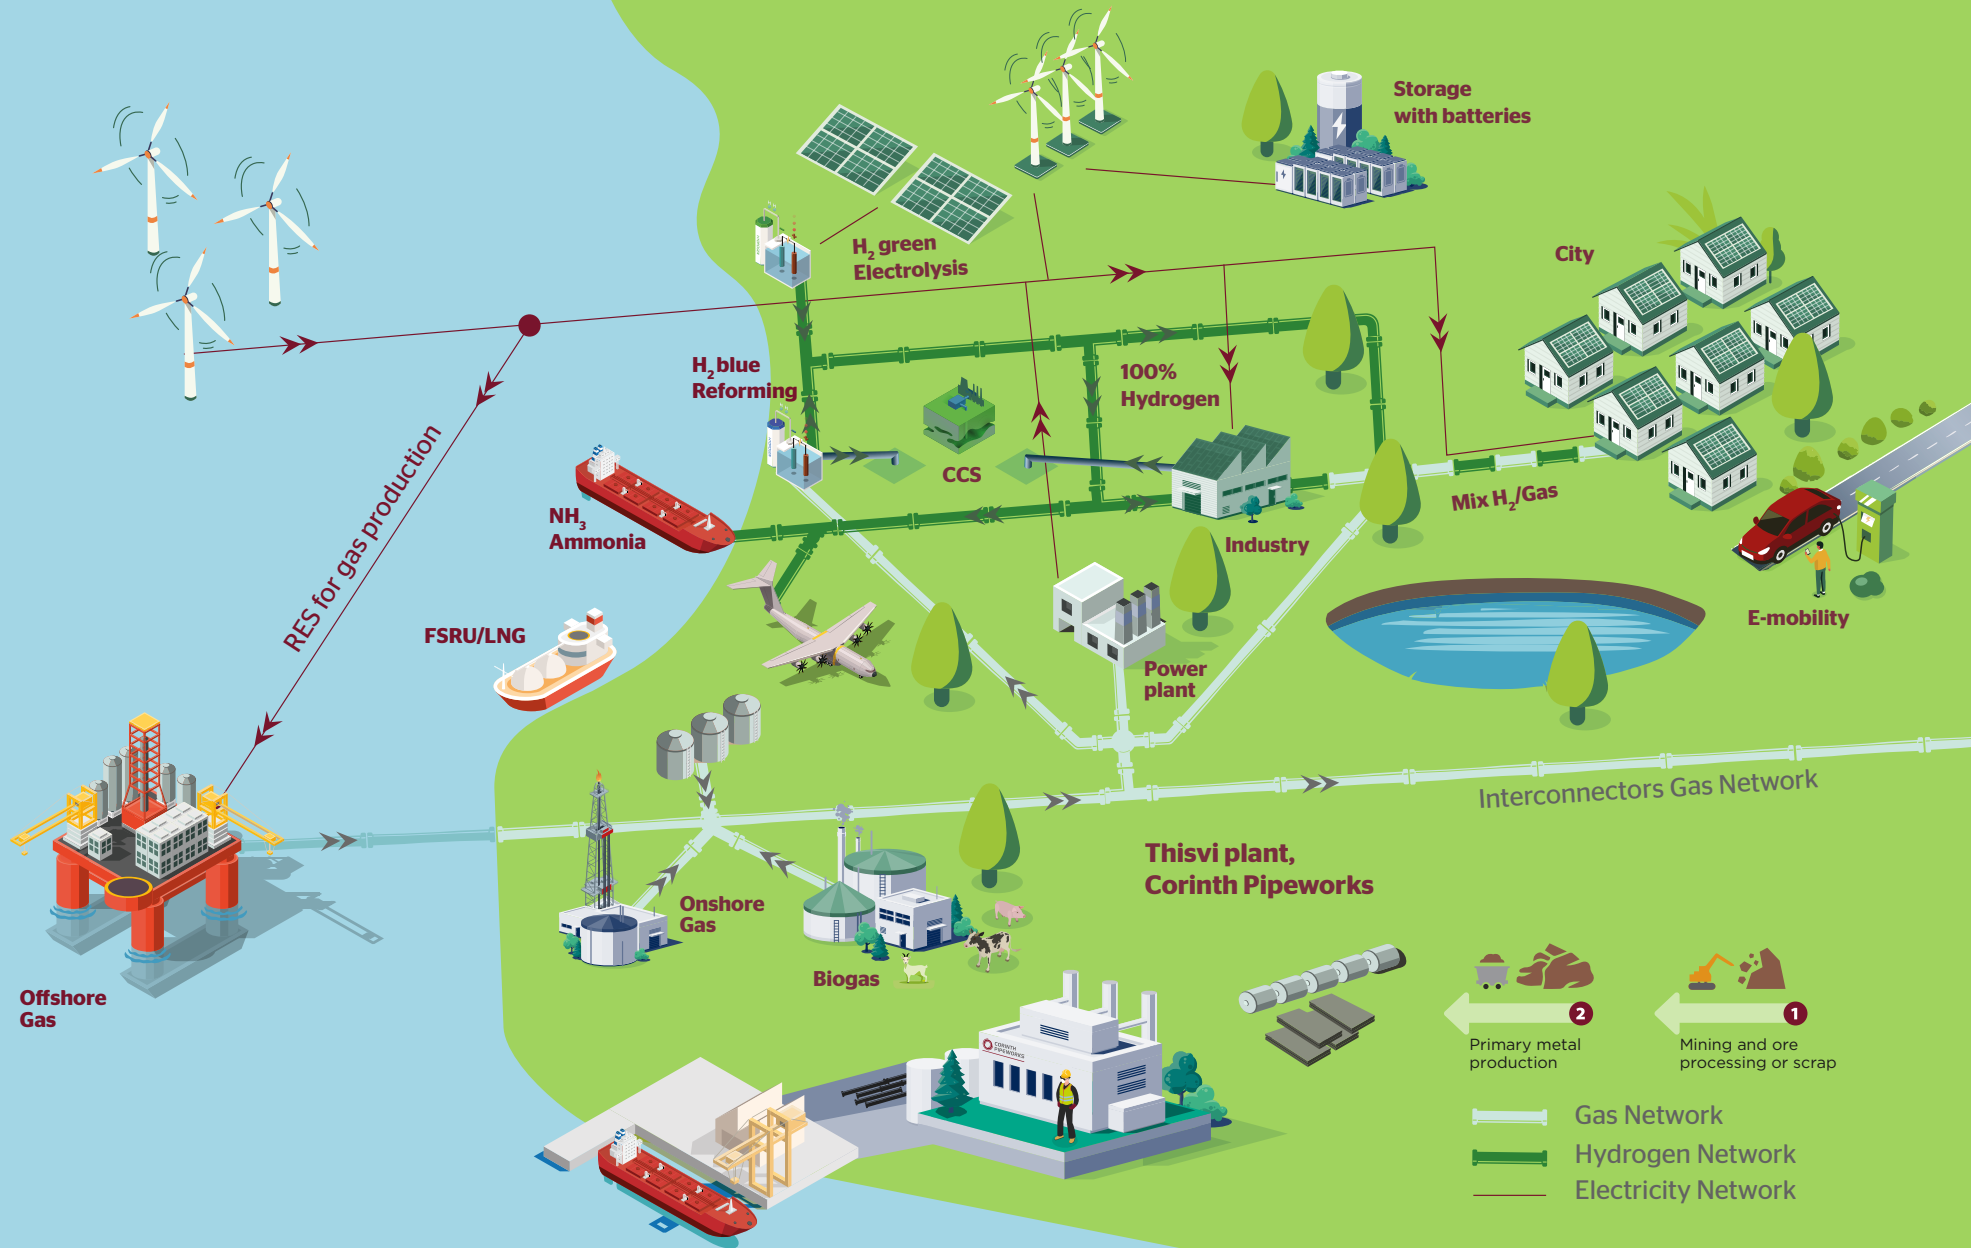 Storage
with batteries
H2 green
Electrolysis
City
H2 blue
Reforming
100%
Hydrogen
CCS
Mix H2/Gas
NH3
Ammonia
Industry
RES for gas production
FSRU/LNG
E-mobility
Power
plant
Interconnectors Gas Network
Thisvi plant,
Corinth Pipeworks
Onshore
Gas
Biogas
Offshore
Gas
2
1
Primary metal
production
Mining and ore
processing or scrap
CORINTH
PIPEWORKS
Gas Network
Hydrogen Network
Electricity Network